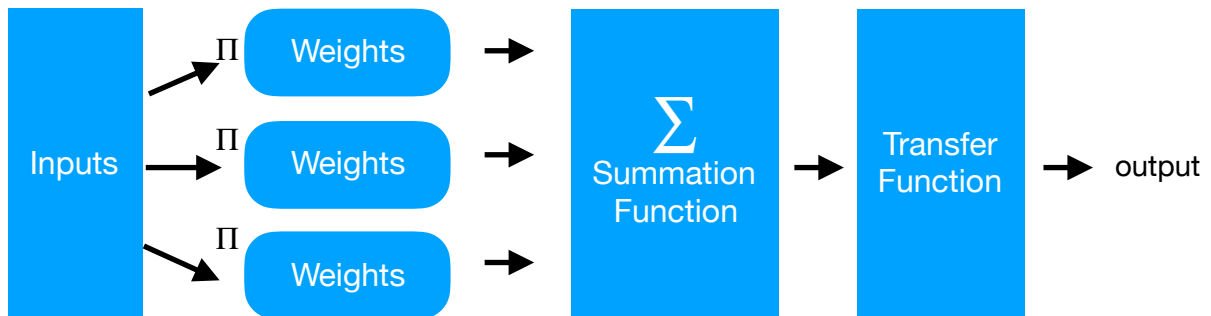 Inputs
Π
Weights
Π
Weights
Π
Weights
Σ
Summation
Function
Transfer
Function
output